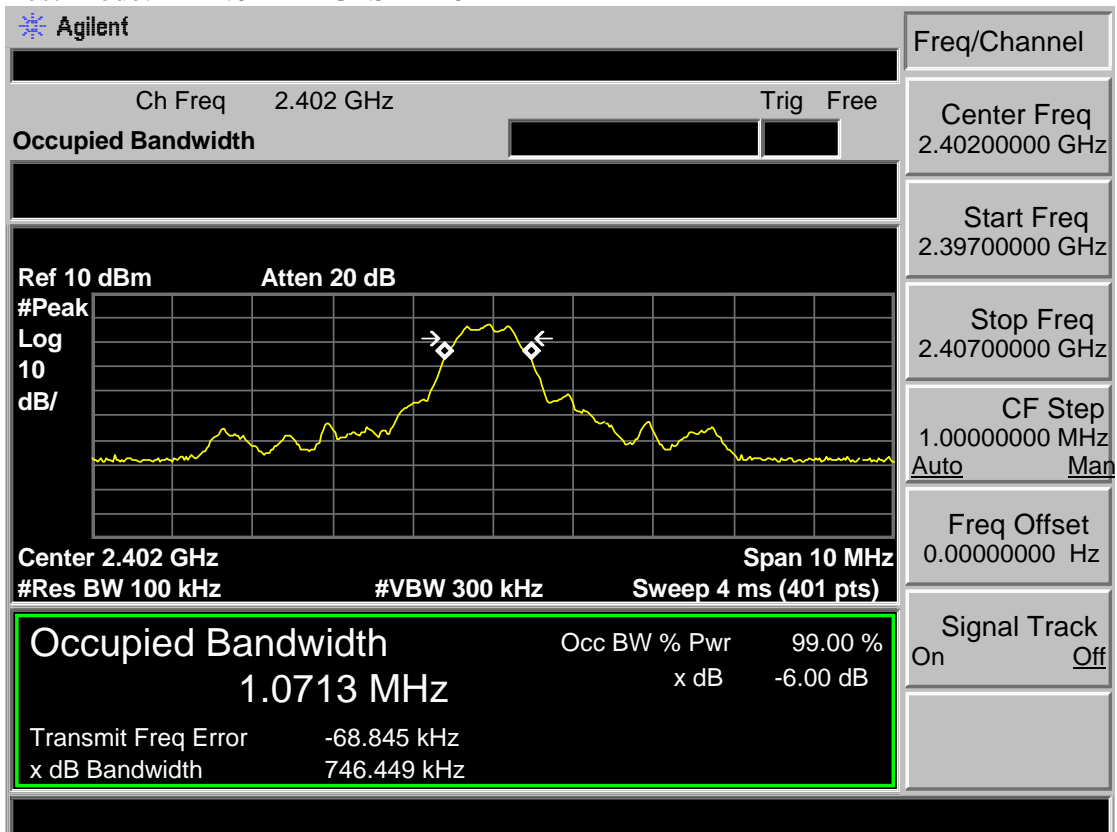 Agilent
Freq/Channel
Ch Freq 2.402 GHz Trig Free
Occupied Bandwidth
Center Freq
2.40200000 GHz
Start Freq
2.39700000 GHz
Stop Freq
2.40700000 GHz
CF Step
1.00000000 MHz
Auto Man
Freq Offset
0.00000000 Hz
Signal Track
On Off
Ref 10 dBm Atten 20 dB
#Peak
Log
10
dB/
Center 2.402 GHz Span 10 MHz
#Res BW 100 kHz #VBW 300 kHz Sweep 4 ms (401 pts)
Occupied Bandwidth Occ BW % Pwr 99.00 %
1.0713 MHz x dB -6.00 dB
Transmit Freq Error -68.845 kHz
x dB Bandwidth 746.449 kHz